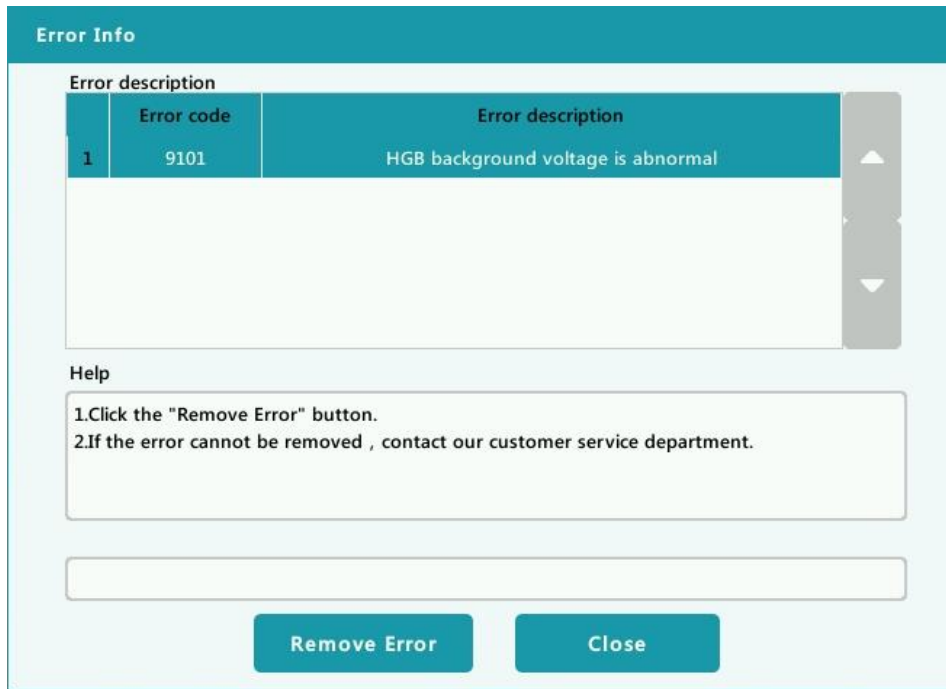 Error Info
Error description
Error code Error description
1 9101 HGB background voltage is abnormal
Help
1.Click the "Remove Error" button.
2.If the error cannot be removed , contact our customer service department.
Remove Error Close